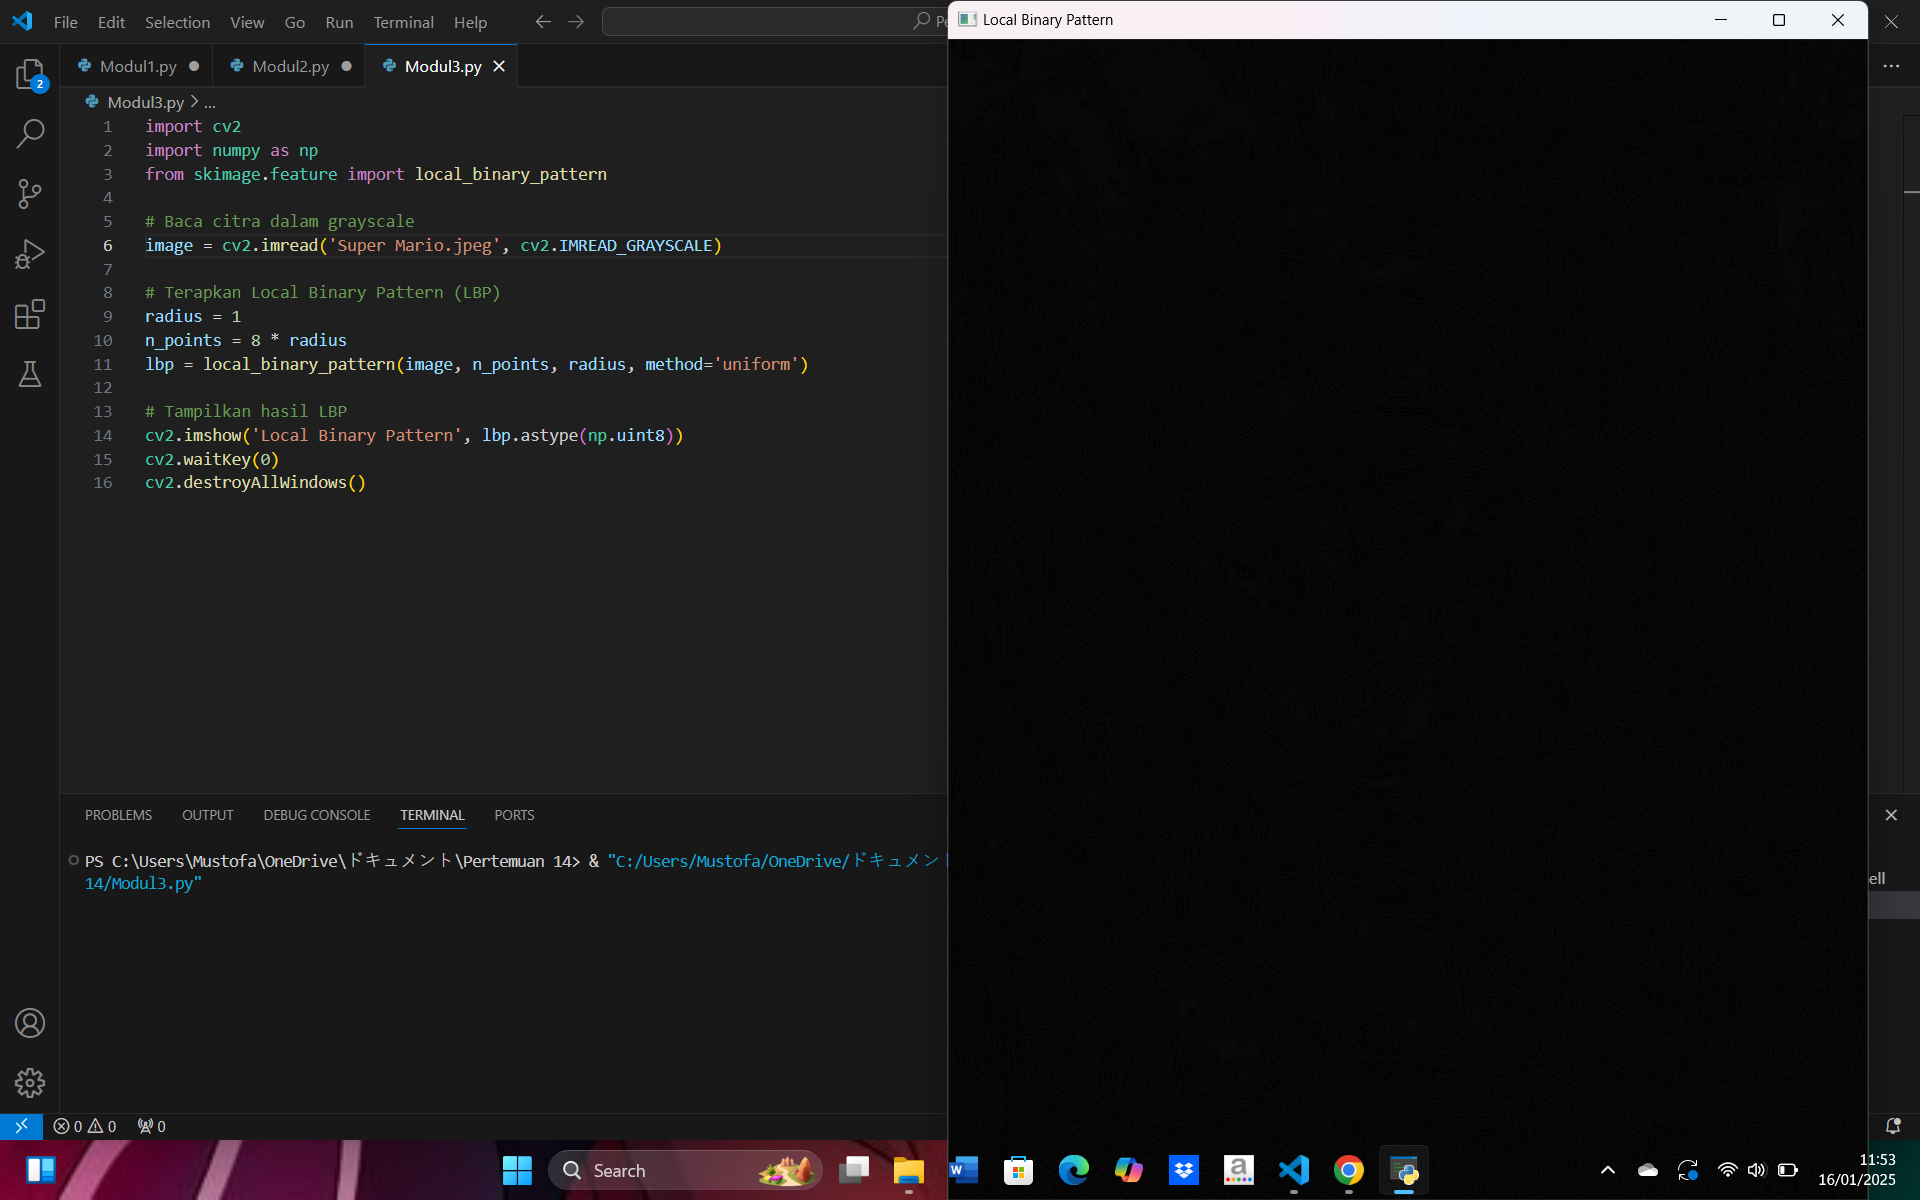 File Edit Selection View Go Run Terminal Help
Local Binary Pattern
Modul1.py Modul2.py Modul3.py
2
Modul3.py > ...
1 import cv2
2 import numpy as np
3 from skimage.feature import local_binary_pattern
4
5 # Baca citra dalam grayscale
6 image = cv2.imread('Super Mario.jpeg', cv2.IMREAD_GRAYSCALE)
7
8 # Terapkan Local Binary Pattern (LBP)
9 radius = 1
10 n_points = 8 * radius
11 lbp = local_binary_pattern(image, n_points, radius, method='uniform')
12
13 # Tampilkan hasil LBP
14 cv2.imshow('Local Binary Pattern', lbp.astype(np.uint8))
15 cv2.waitKey(0)
16 cv2.destroyAllWindows()
PROBLEMS OUTPUT DEBUG CONSOLE TERMINAL PORTS
PS C:\Users\Mustofa\OneDrive\ドキュメント\Pertemuan 14> & "C:/Users/Mustofa/OneDrive/ドキュメン
14/Modul3.py"
ell
0 0 0
Search
11:53
16/01/2025